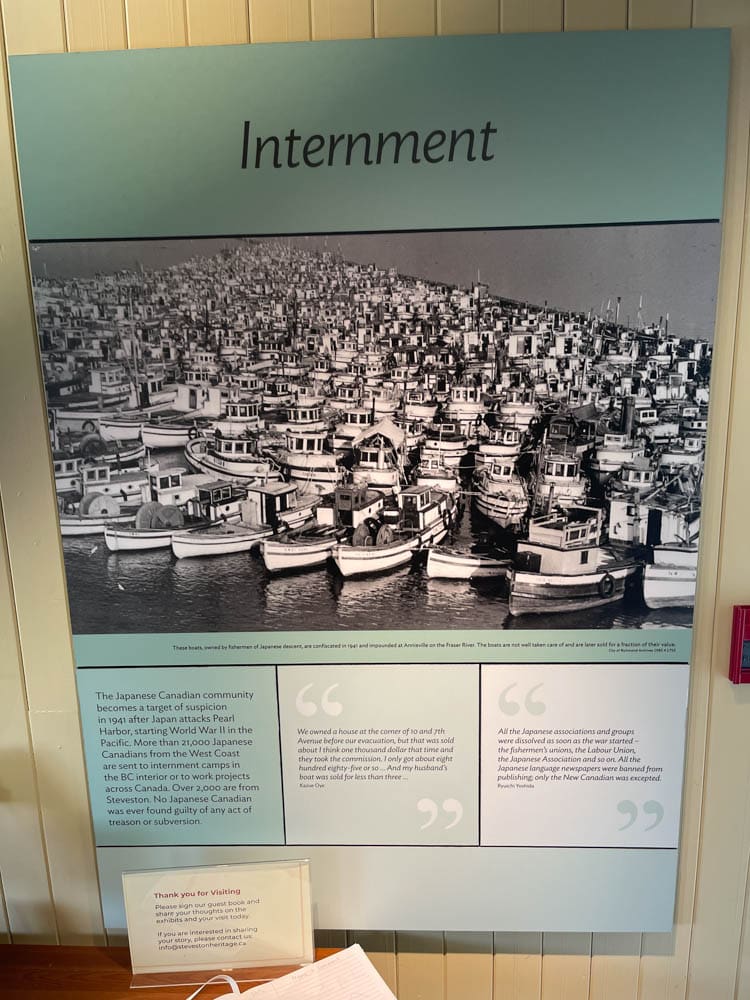 Internment
These boats, owned by fishermen of Japanese descent, are confiscated in 1941 and impounded at Annieville on the Fraser River. The boats are not well taken care of and are later sold for a fraction of their value.
City of Richmond Archives 1985 4
The Japanese Canadian community
becomes a target of suspicion
in 1941 after Japan attacks Pearl
Harbor, starting World War II in the
Pacific. More than 21,000 Japanese
Canadians from the West Coast
are sent to internment camps in
the BC interior or to work projects
across Canada. Over 2,000 are from
Steveston. No Japanese Canadian
was ever found guilty of any act of
treason or subversion.
“
We owned a house at the corner of 10 and 7th
Avenue before our evacuation, but that was sold
about I think one thousand dollar that time and
they took the commission. I only got about eight
hundred eighty-five or so ... And my husband's
boat was sold for less than three ...
Kazue Oye
”
“
All the Japanese associations and groups
were dissolved as soon as the war started –
the fishermen's unions, the Labour Union,
the Japanese Association and so on. All the
Japanese language newspapers were banned from
publishing; only the New Canadian was excepted.
Ryuichi Yoshida
”
Thank you for Visiting
Please sign our guest book and
share your thoughts on the
exhibits and your visit today.
If you are interested in sharing
your story, please contact us:
info@stevestonheritage.ca